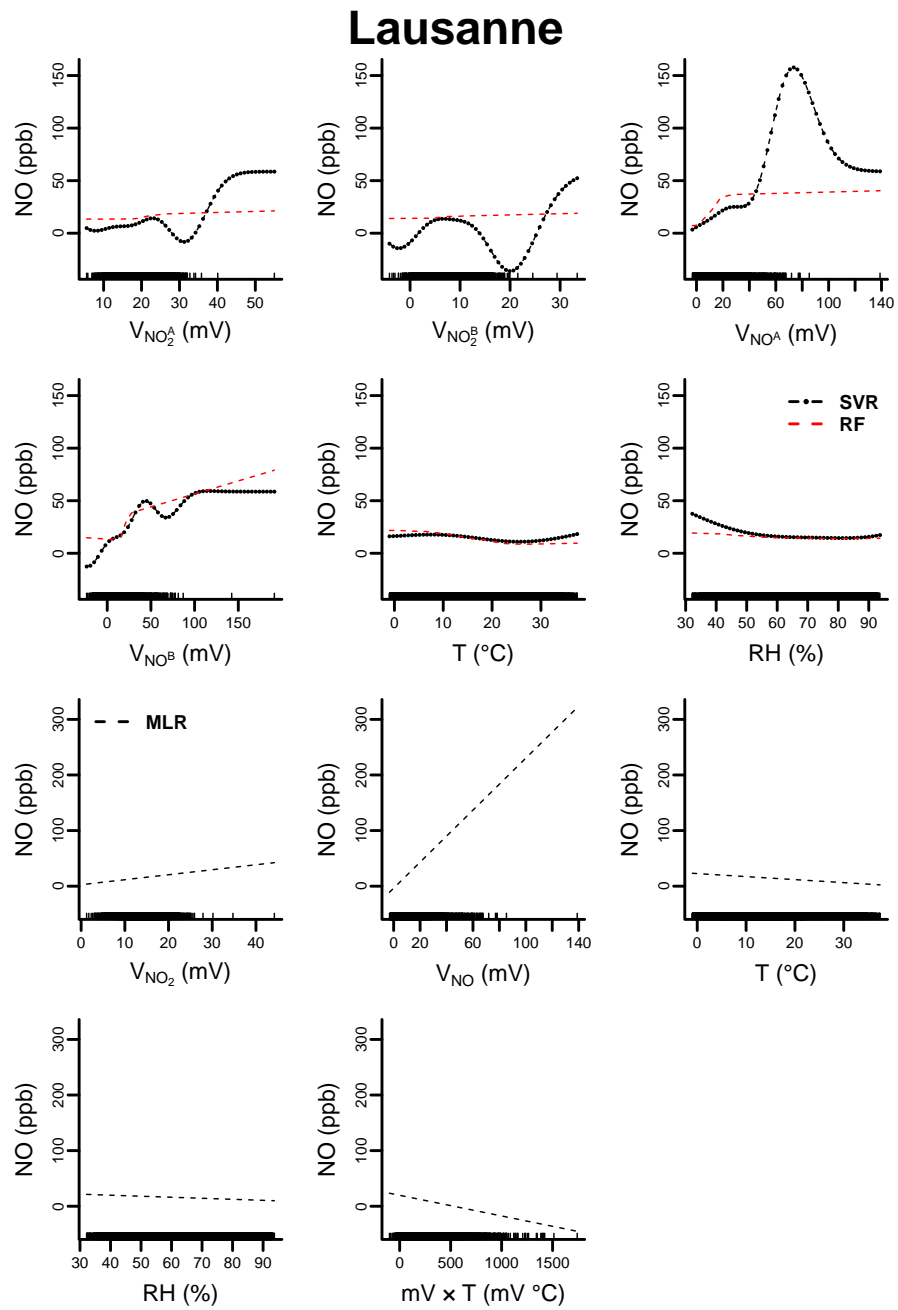 Lausanne
NO (ppb)
0 50 100 150
10 20 30 40 50
V_NO₂ᴬ (mV)
NO (ppb)
0 50 100 150
0 10 20 30
V_NO₂ᴮ (mV)
NO (ppb)
0 50 100 150
0 20 60 100 140
V_NOᴬ (mV)
NO (ppb)
0 50 100 150
0 50 100 150
V_NOᴮ (mV)
NO (ppb)
0 50 100 150
0 10 20 30
T (°C)
NO (ppb)
0 50 100 150
SVR
RF
30 40 50 60 70 80 90
RH (%)
NO (ppb)
0 100 200 300
MLR
0 10 20 30 40
V_NO₂ (mV)
NO (ppb)
0 100 200 300
0 20 60 100 140
V_NO (mV)
NO (ppb)
0 100 200 300
0 10 20 30
T (°C)
NO (ppb)
0 100 200 300
30 40 50 60 70 80 90
RH (%)
NO (ppb)
0 100 200 300
0 500 1000 1500
mV × T (mV °C)